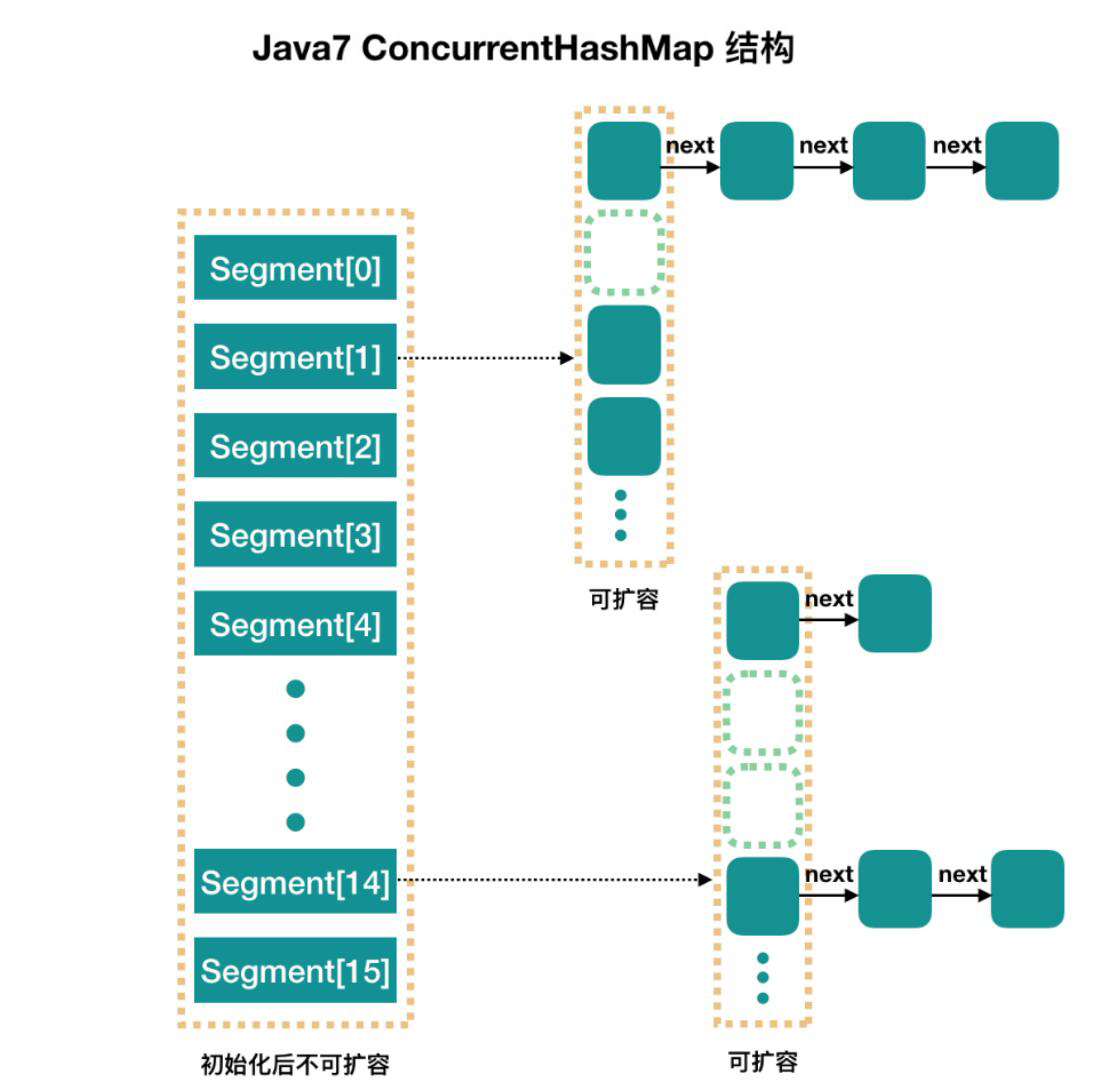 Java7 ConcurrentHashMap 结构
next next next
Segment[0]
Segment[1]
Segment[2]
Segment[3]
Segment[4]
Segment[14]
Segment[15]
初始化后不可扩容
可扩容
next
next next
可扩容